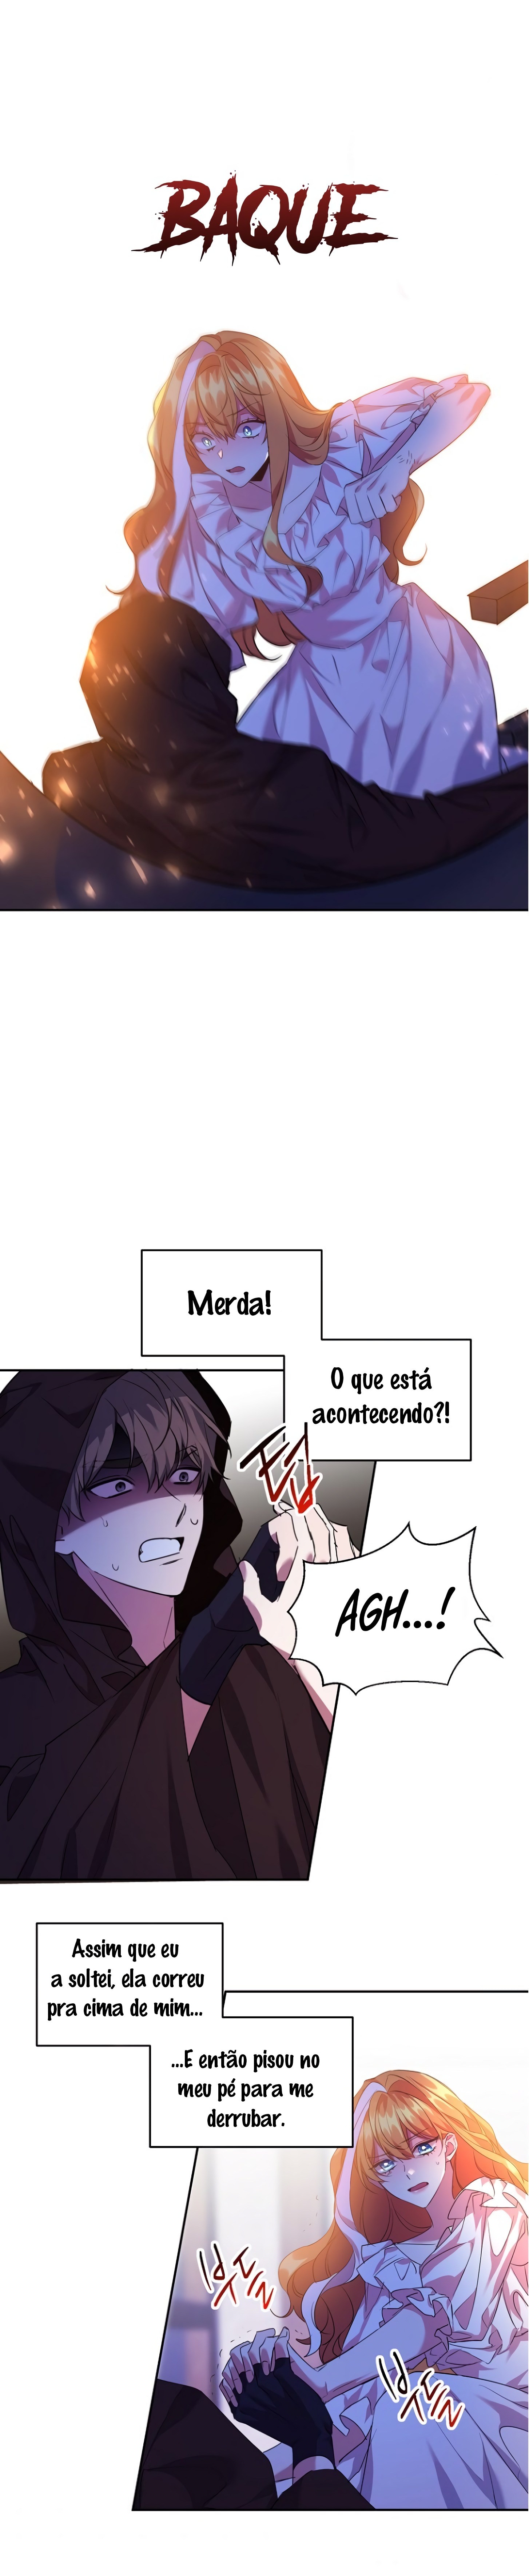 BAQUE
Merda!
O que está
acontecendo?!
AGH...!
Assim que eu
a soltei, ela correu
pra cima de mim...
...E então pisou no
meu pé para me
derrubar.